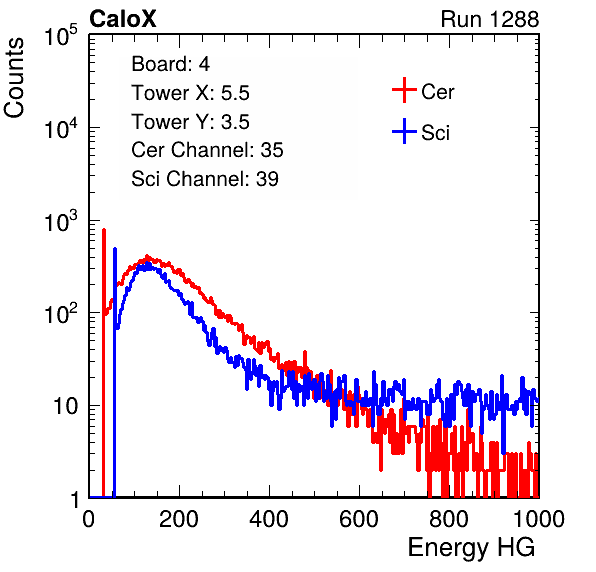 CaloX Run 1288
Counts
10^5
10^4
10^3
10^2
10
1
Board: 4
Tower X: 5.5
Tower Y: 3.5
Cer Channel: 35
Sci Channel: 39
Cer
Sci
0 200 400 600 800 1000
Energy HG